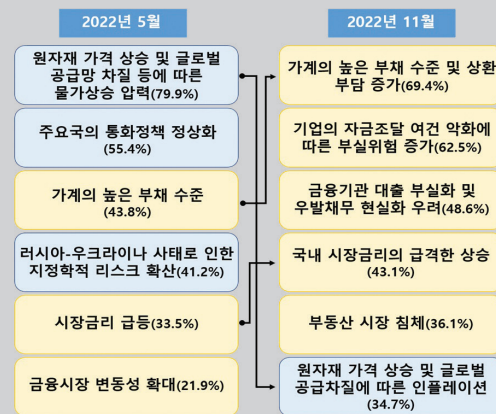 2022년 5월
원자재 가격 상승 및 글로벌
공급망 차질 등에 따른
물가상승 압력(79.9%)
주요국의 통화정책 정상화
(55.4%)
가계의 높은 부채 수준
(43.8%)
러시아-우크라이나 사태로 인한
지정학적 리스크 확산(41.2%)
시장금리 급등(33.5%)
금융시장 변동성 확대(21.9%)
2022년 11월
가계의 높은 부채 수준 및 상환
부담 증가(69.4%)
기업의 자금조달 여건 악화에
따른 부실위험 증가(62.5%)
금융기관 대출 부실화 및
우발채무 현실화 우려(48.6%)
국내 시장금리의 급격한 상승
(43.1%)
부동산 시장 침체(36.1%)
원자재 가격 상승 및 글로벌
공급차질에 따른 인플레이션
(34.7%)